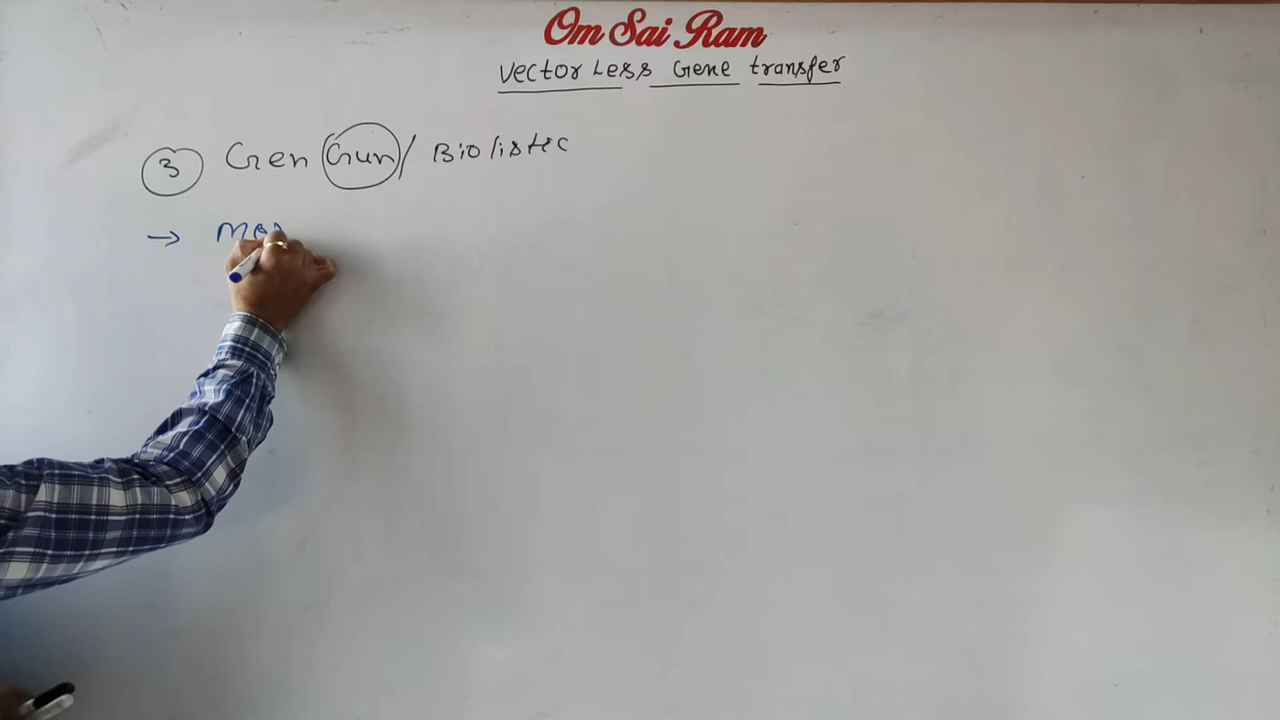 Om Sai Ram
Vector Less Gene transfer
3 Gen Gun / Biolistic
→